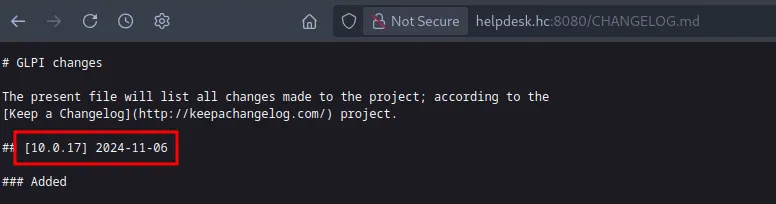 Not Secure helpdesk.hc:8080/CHANGELOG.md
# GLPI changes
The present file will list all changes made to the project; according to the
[Keep a Changelog](http://keepachangelog.com/) project.
## [10.0.17] 2024-11-06
### Added